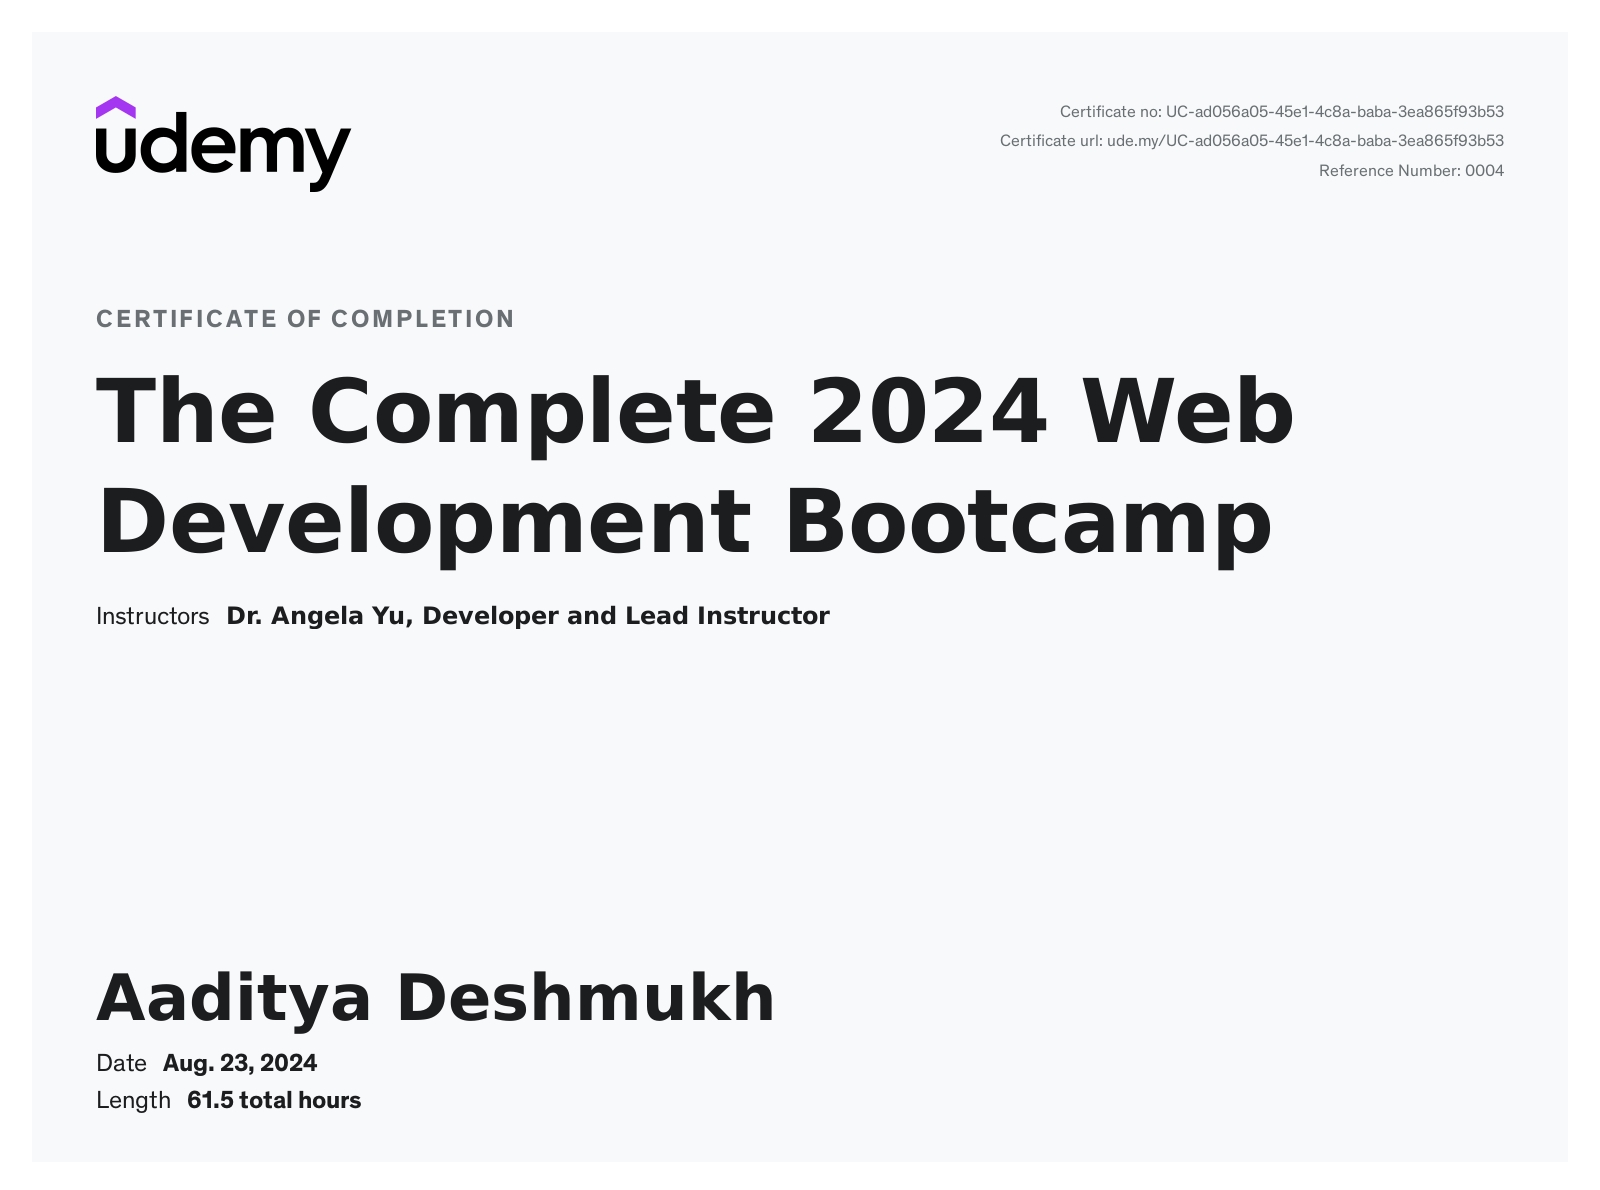 udemy
Certificate no: UC-ad056a05-45e1-4c8a-baba-3ea865f93b53
Certificate url: ude.my/UC-ad056a05-45e1-4c8a-baba-3ea865f93b53
Reference Number: 0004
CERTIFICATE OF COMPLETION
The Complete 2024 Web
Development Bootcamp
Instructors Dr. Angela Yu, Developer and Lead Instructor
Aaditya Deshmukh
Date Aug. 23, 2024
Length 61.5 total hours